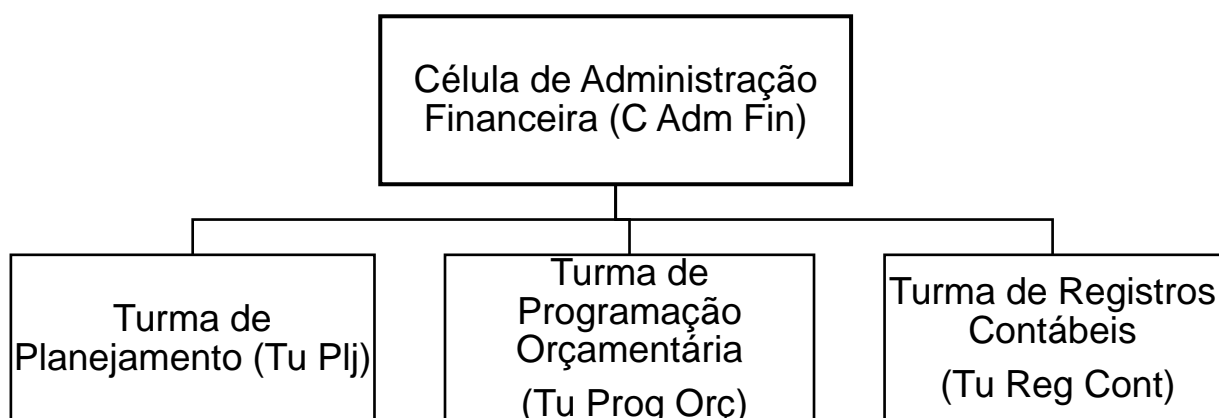 Célula de Administração
Financeira (C Adm Fin)
Turma de
Planejamento (Tu Plj)
Turma de
Programação
Orçamentária
(Tu Prog Orç)
Turma de Registros
Contábeis
(Tu Reg Cont)